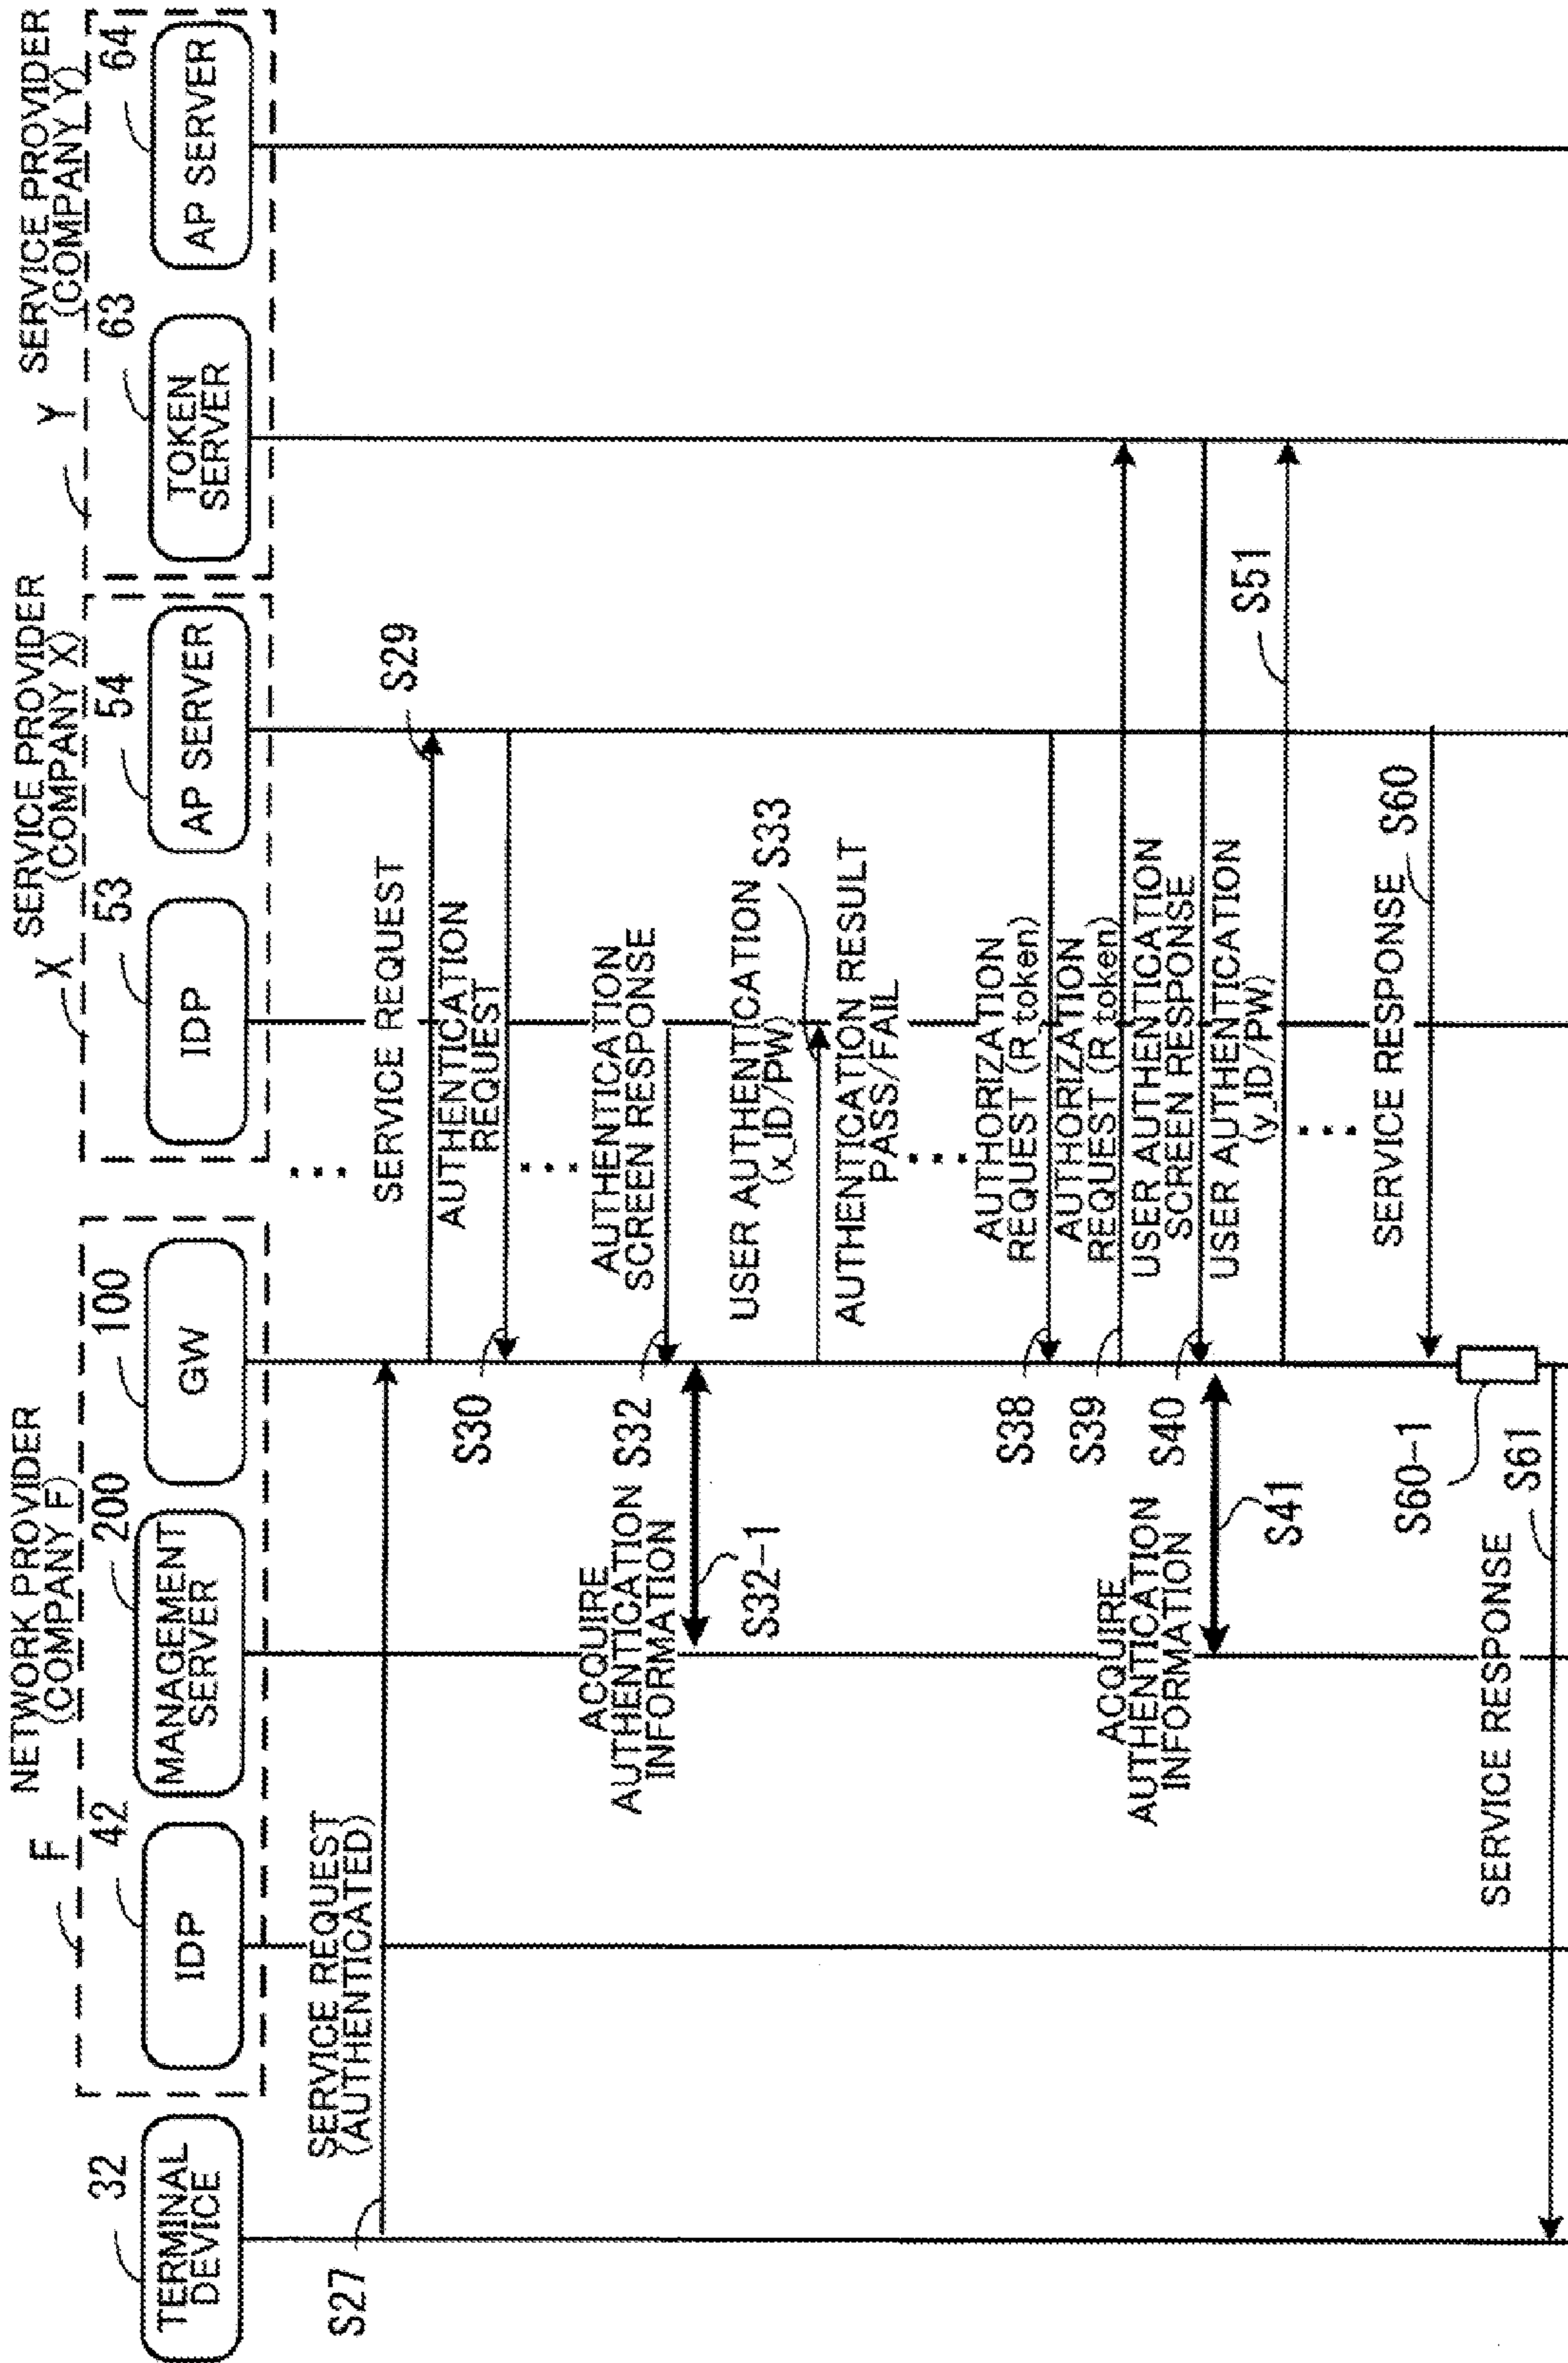 NETWORK PROVIDER
(COMPANY F)
F
SERVICE PROVIDER
(COMPANY X)
X
SERVICE PROVIDER
(COMPANY Y)
Y
32
42
200
100
53
54
63
64
TERMINAL
DEVICE
IDP
MANAGEMENT
SERVER
GW
IDP
AP SERVER
TOKEN
SERVER
AP SERVER
SERVICE REQUEST
(AUTHENTICATED)
S27
...
SERVICE REQUEST
S29
AUTHENTICATION
REQUEST
S30
...
AUTHENTICATION
SCREEN RESPONSE
S32
ACQUIRE
AUTHENTICATION
INFORMATION
S32-1
USER AUTHENTICATION
(x_ID/PW)
S33
AUTHENTICATION RESULT
PASS/FAIL
...
AUTHORIZATION
REQUEST (R_token)
S38
AUTHORIZATION
REQUEST (R_token)
S39
USER AUTHENTICATION
SCREEN RESPONSE
S40
ACQUIRE
AUTHENTICATION
INFORMATION
S41
USER AUTHENTICATION
(y_ID/PW)
S51
...
SERVICE RESPONSE
S60
S60-1
SERVICE RESPONSE
S61